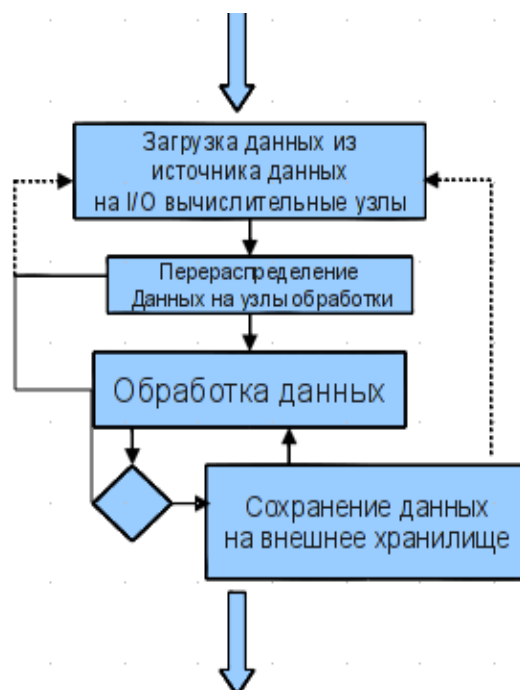 Загрузка данных из
источника данных
на I/O вычислительные узлы
Перераспределение
Данных на узлы обработки
Обработка данных
Сохранение данных
на внешнее хранилище